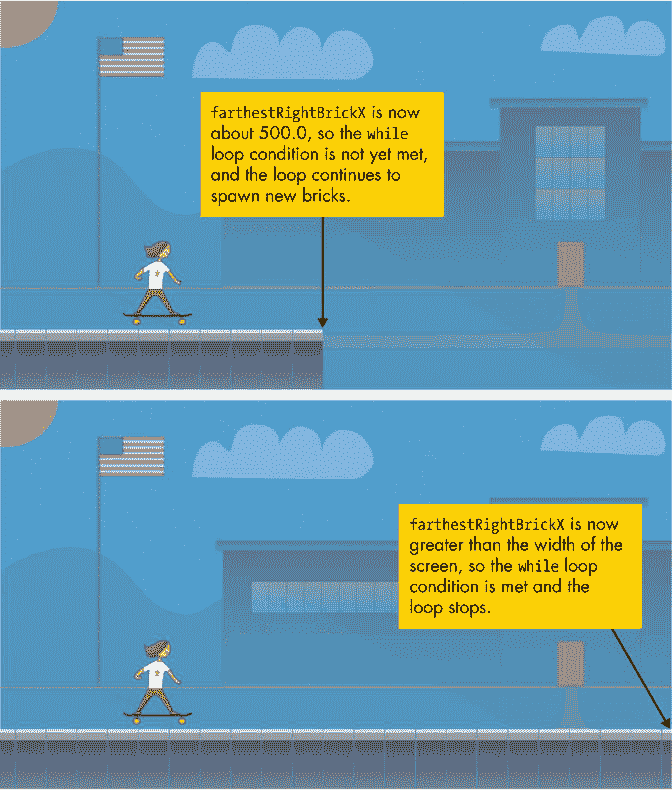 farthestRightBrickX is now
about 500.0, so the while
loop condition is not yet met,
and the loop continues to
spawn new bricks.
farthestRightBrickX is now
greater than the width of the
screen, so the while loop
condition is met and the
loop stops.